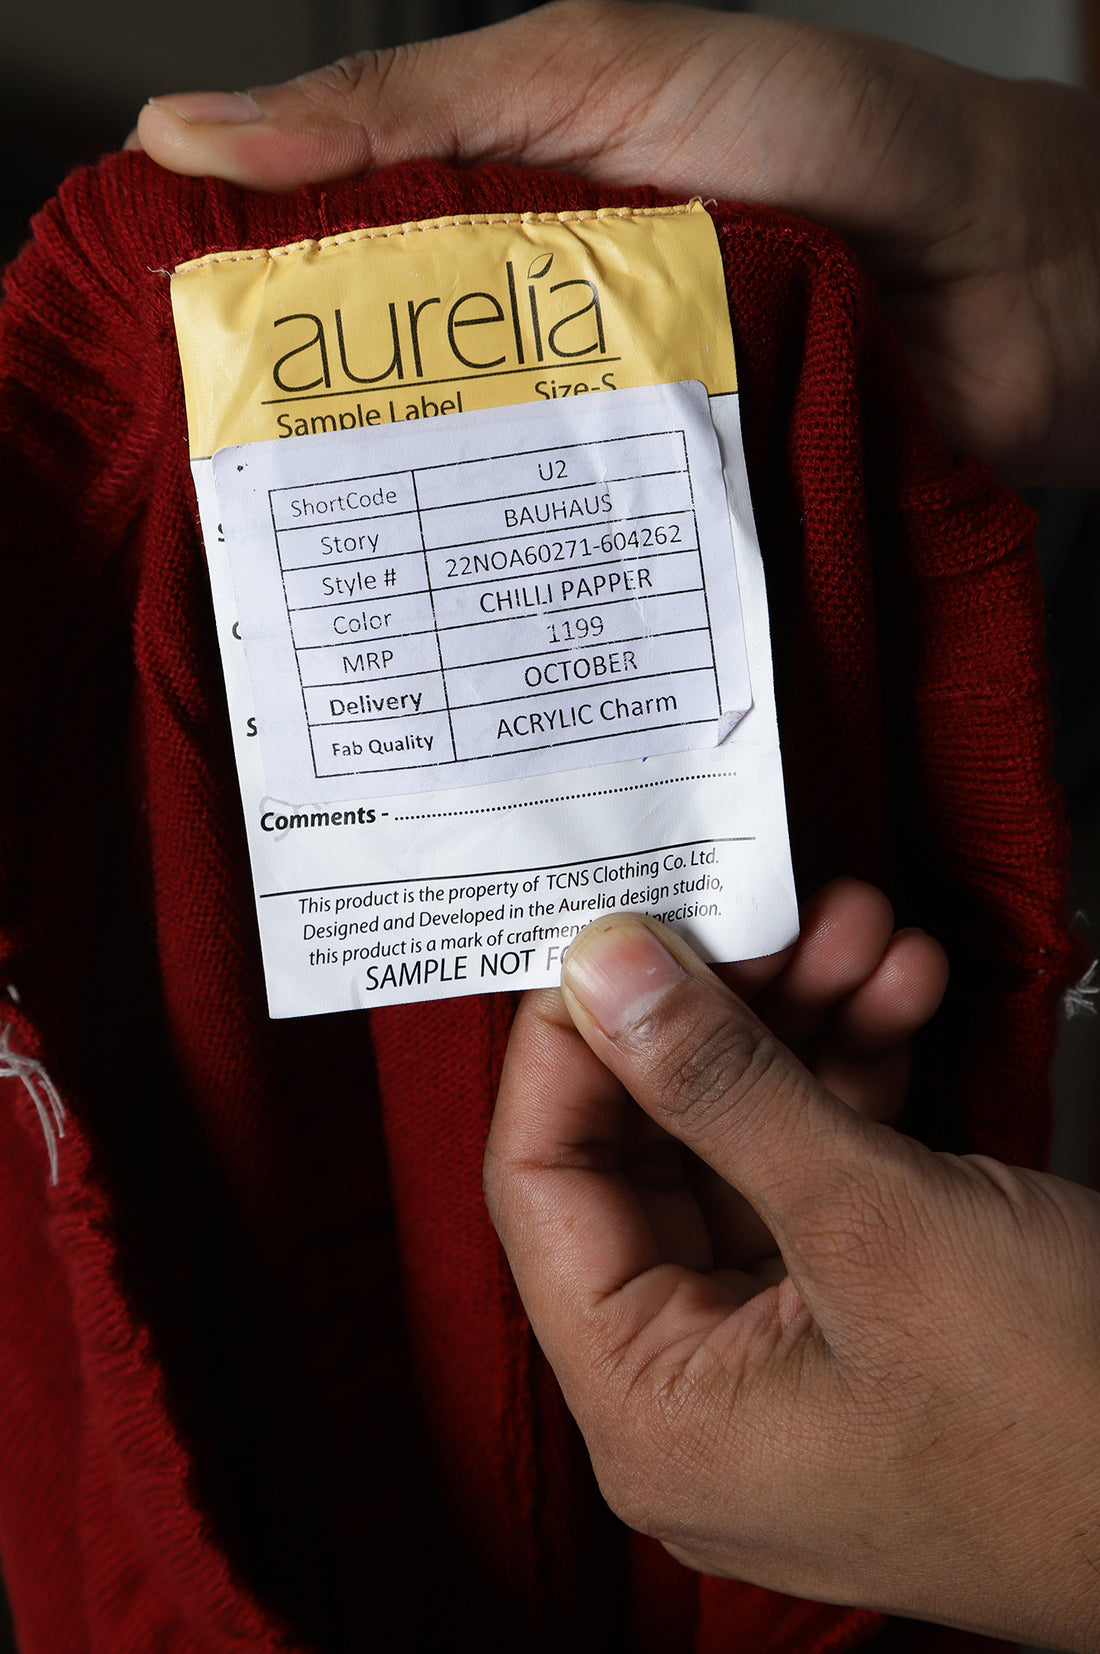 aurelia
Sample Label Size-S
ShortCode U2
Story BAUHAUS
Style # 22NOA60271-604262
Color CHILLI PAPPER
MRP 1199
Delivery OCTOBER
Fab Quality ACRYLIC Charm
Comments - ........................................
This product is the property of TCNS Clothing Co. Ltd.
Designed and Developed in the Aurelia design studio,
this product is a mark of precision.
SAMPLE NOT